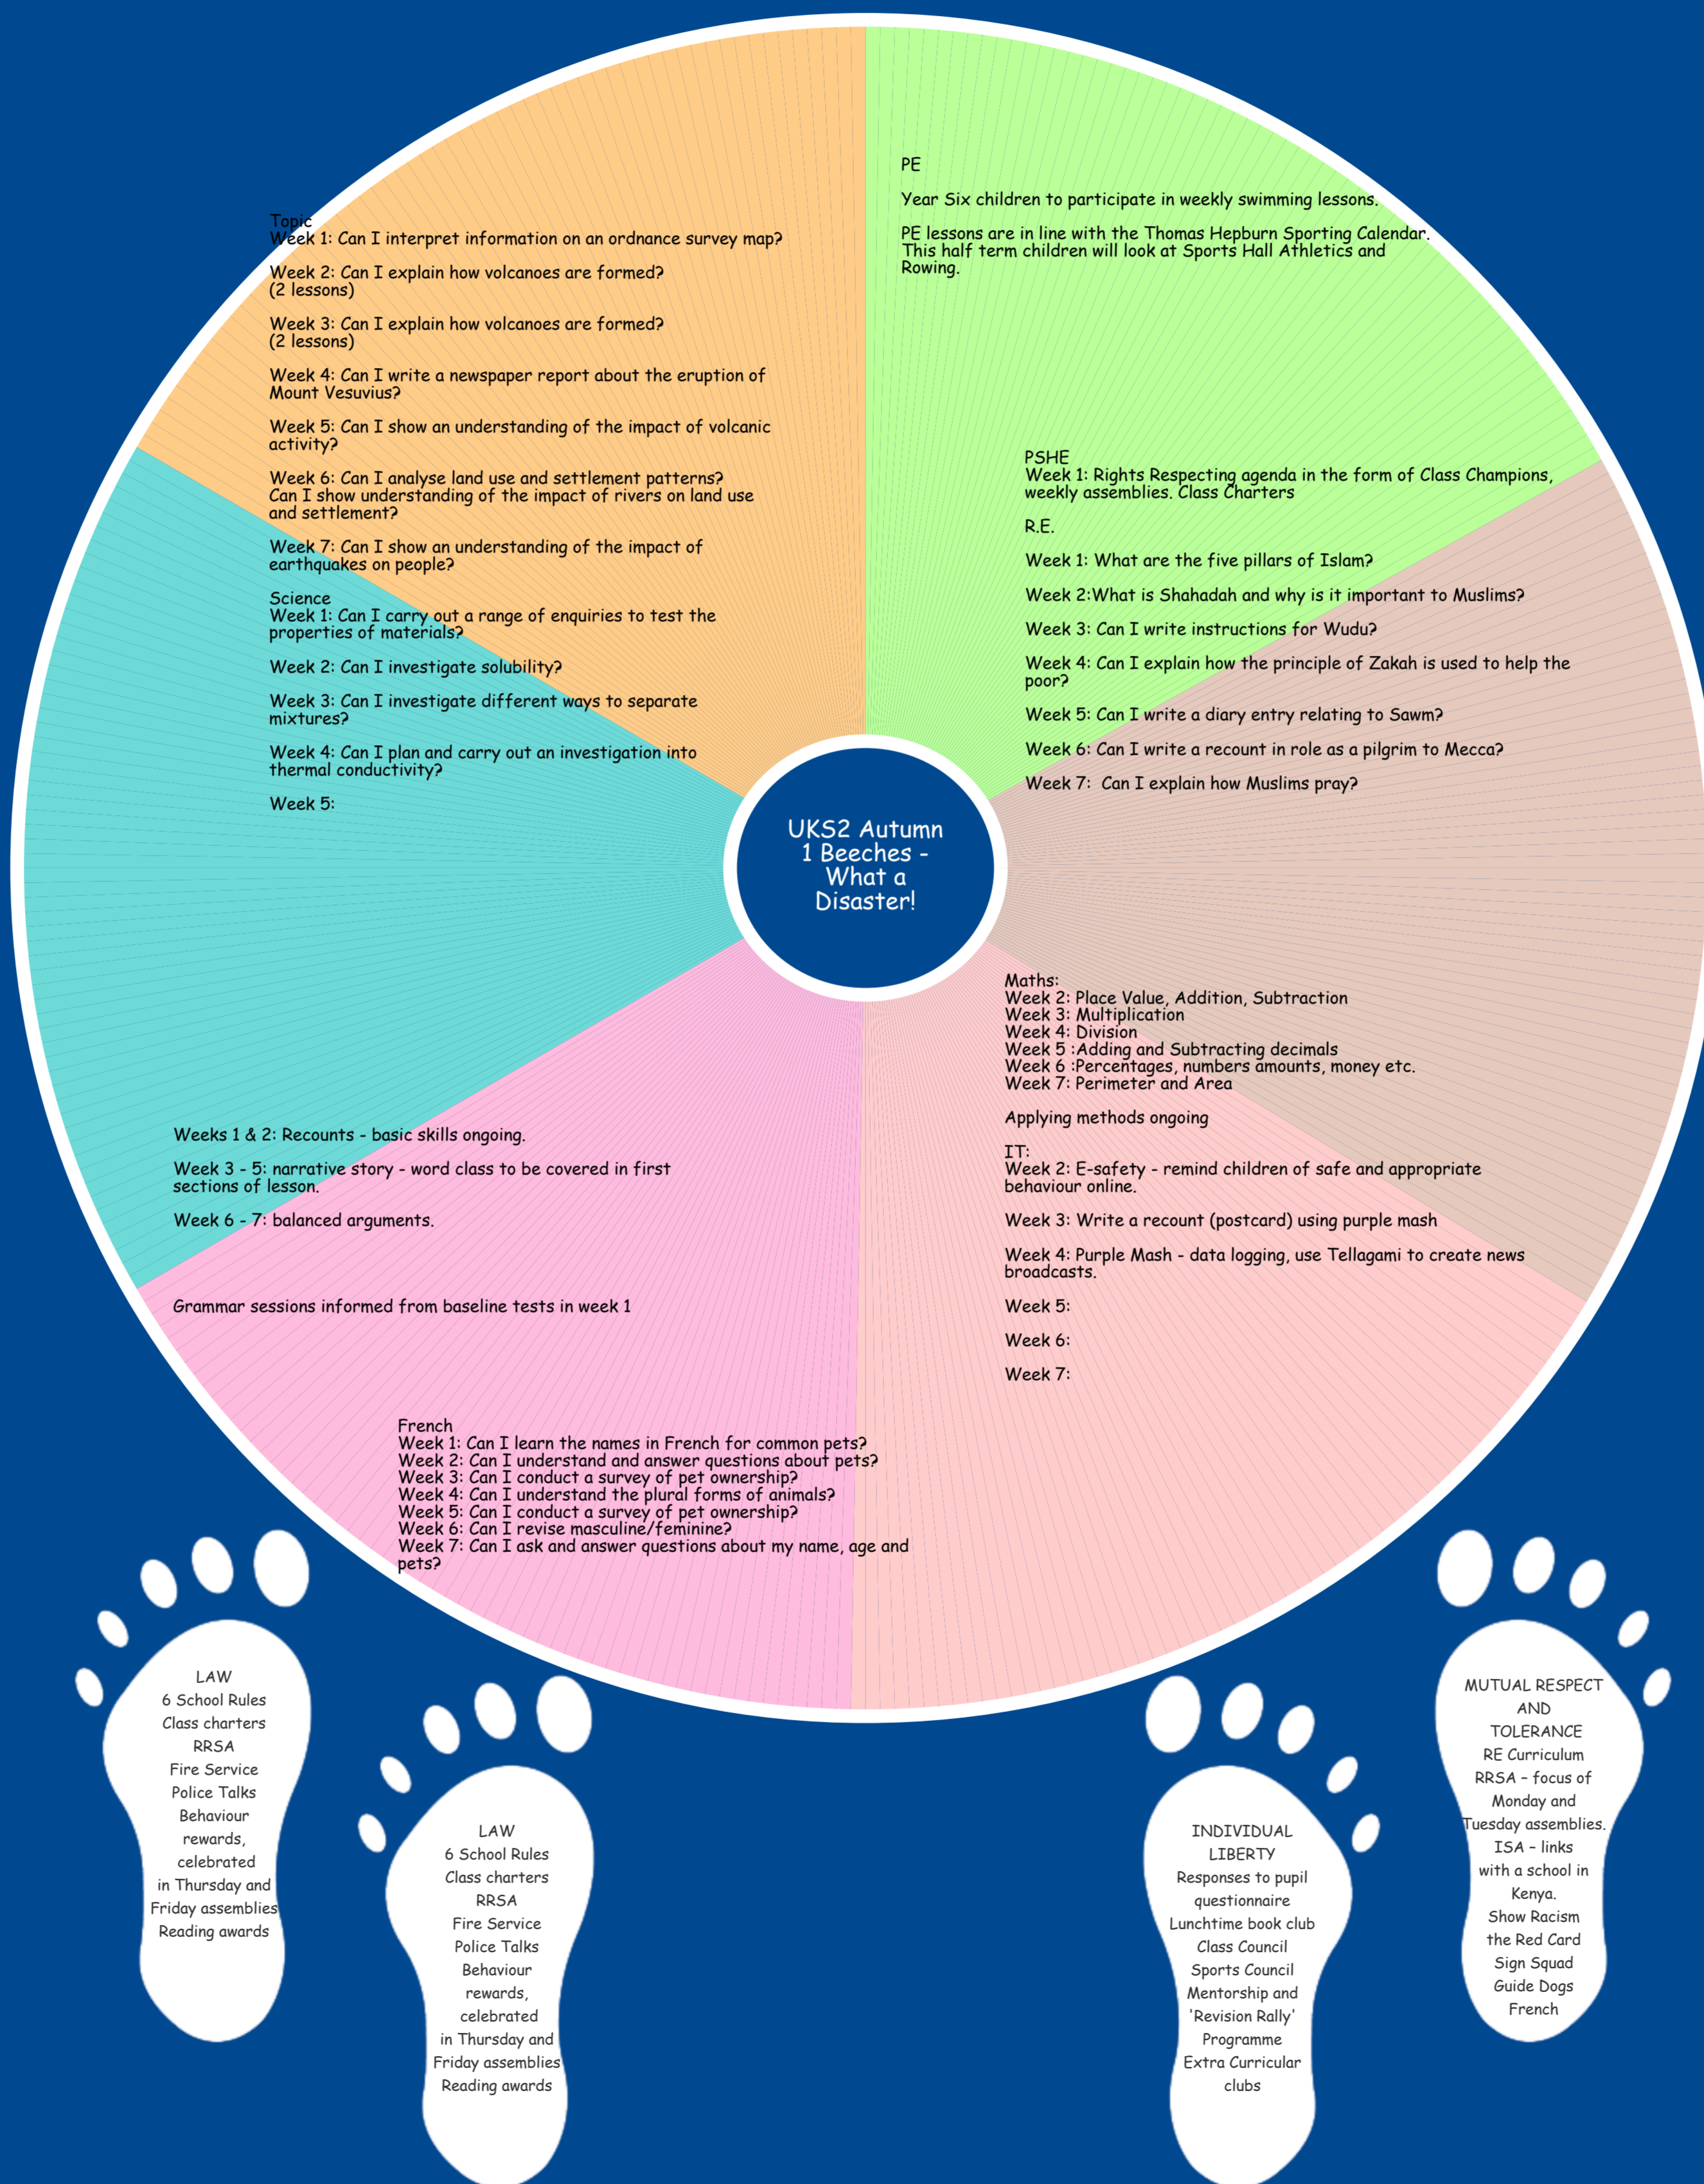 Topic
Week 1: Can I interpret information on an ordnance survey map?
Week 2: Can I explain how volcanoes are formed?
(2 lessons)
Week 3: Can I explain how volcanoes are formed?
(2 lessons)
Week 4: Can I write a newspaper report about the eruption of
Mount Vesuvius?
Week 5: Can I show an understanding of the impact of volcanic
activity?
Week 6: Can I analyse land use and settlement patterns?
Can I show understanding of the impact of rivers on land use
and settlement?
Week 7: Can I show an understanding of the impact of
earthquakes on people?
Science
Week 1: Can I carry out a range of enquiries to test the
properties of materials?
Week 2: Can I investigate solubility?
Week 3: Can I investigate different ways to separate
mixtures?
Week 4: Can I plan and carry out an investigation into
thermal conductivity?
Week 5:
PE
Year Six children to participate in weekly swimming lessons.
PE lessons are in line with the Thomas Hepburn Sporting Calendar.
This half term children will look at Sports Hall Athletics and
Rowing.
PSHE
Week 1: Rights Respecting agenda in the form of Class Champions,
weekly assemblies. Class Charters
R.E.
Week 1: What are the five pillars of Islam?
Week 2:What is Shahadah and why is it important to Muslims?
Week 3: Can I write instructions for Wudu?
Week 4: Can I explain how the principle of Zakah is used to help the
poor?
Week 5: Can I write a diary entry relating to Sawm?
Week 6: Can I write a recount in role as a pilgrim to Mecca?
Week 7:  Can I explain how Muslims pray?
UKS2 Autumn
1 Beeches -
What a
Disaster!
Maths:
Week 2: Place Value, Addition, Subtraction
Week 3: Multiplication
Week 4: Division
Week 5 :Adding and Subtracting decimals
Week 6 :Percentages, numbers amounts, money etc.
Week 7: Perimeter and Area
Applying methods ongoing
IT:
Week 2: E-safety - remind children of safe and appropriate
behaviour online.
Week 3: Write a recount (postcard) using purple mash
Week 4: Purple Mash - data logging, use Tellagami to create news
broadcasts.
Week 5:
Week 6:
Week 7:
Weeks 1 & 2: Recounts - basic skills ongoing.
Week 3 - 5: narrative story - word class to be covered in first
sections of lesson.
Week 6 - 7: balanced arguments.
Grammar sessions informed from baseline tests in week 1
French
Week 1: Can I learn the names in French for common pets?
Week 2: Can I understand and answer questions about pets?
Week 3: Can I conduct a survey of pet ownership?
Week 4: Can I understand the plural forms of animals?
Week 5: Can I conduct a survey of pet ownership?
Week 6: Can I revise masculine/feminine?
Week 7: Can I ask and answer questions about my name, age and
pets?
LAW
6 School Rules
Class charters
RRSA
Fire Service
Police Talks
Behaviour
rewards,
celebrated
in Thursday and
Friday assemblies
Reading awards
LAW
6 School Rules
Class charters
RRSA
Fire Service
Police Talks
Behaviour
rewards,
celebrated
in Thursday and
Friday assemblies
Reading awards
INDIVIDUAL
LIBERTY
Responses to pupil
questionnaire
Lunchtime book club
Class Council
Sports Council
Mentorship and
'Revision Rally'
Programme
Extra Curricular
clubs
MUTUAL RESPECT
AND
TOLERANCE
RE Curriculum
RRSA – focus of
Monday and
Tuesday assemblies.
ISA – links
with a school in
Kenya.
Show Racism
the Red Card
Sign Squad
Guide Dogs
French